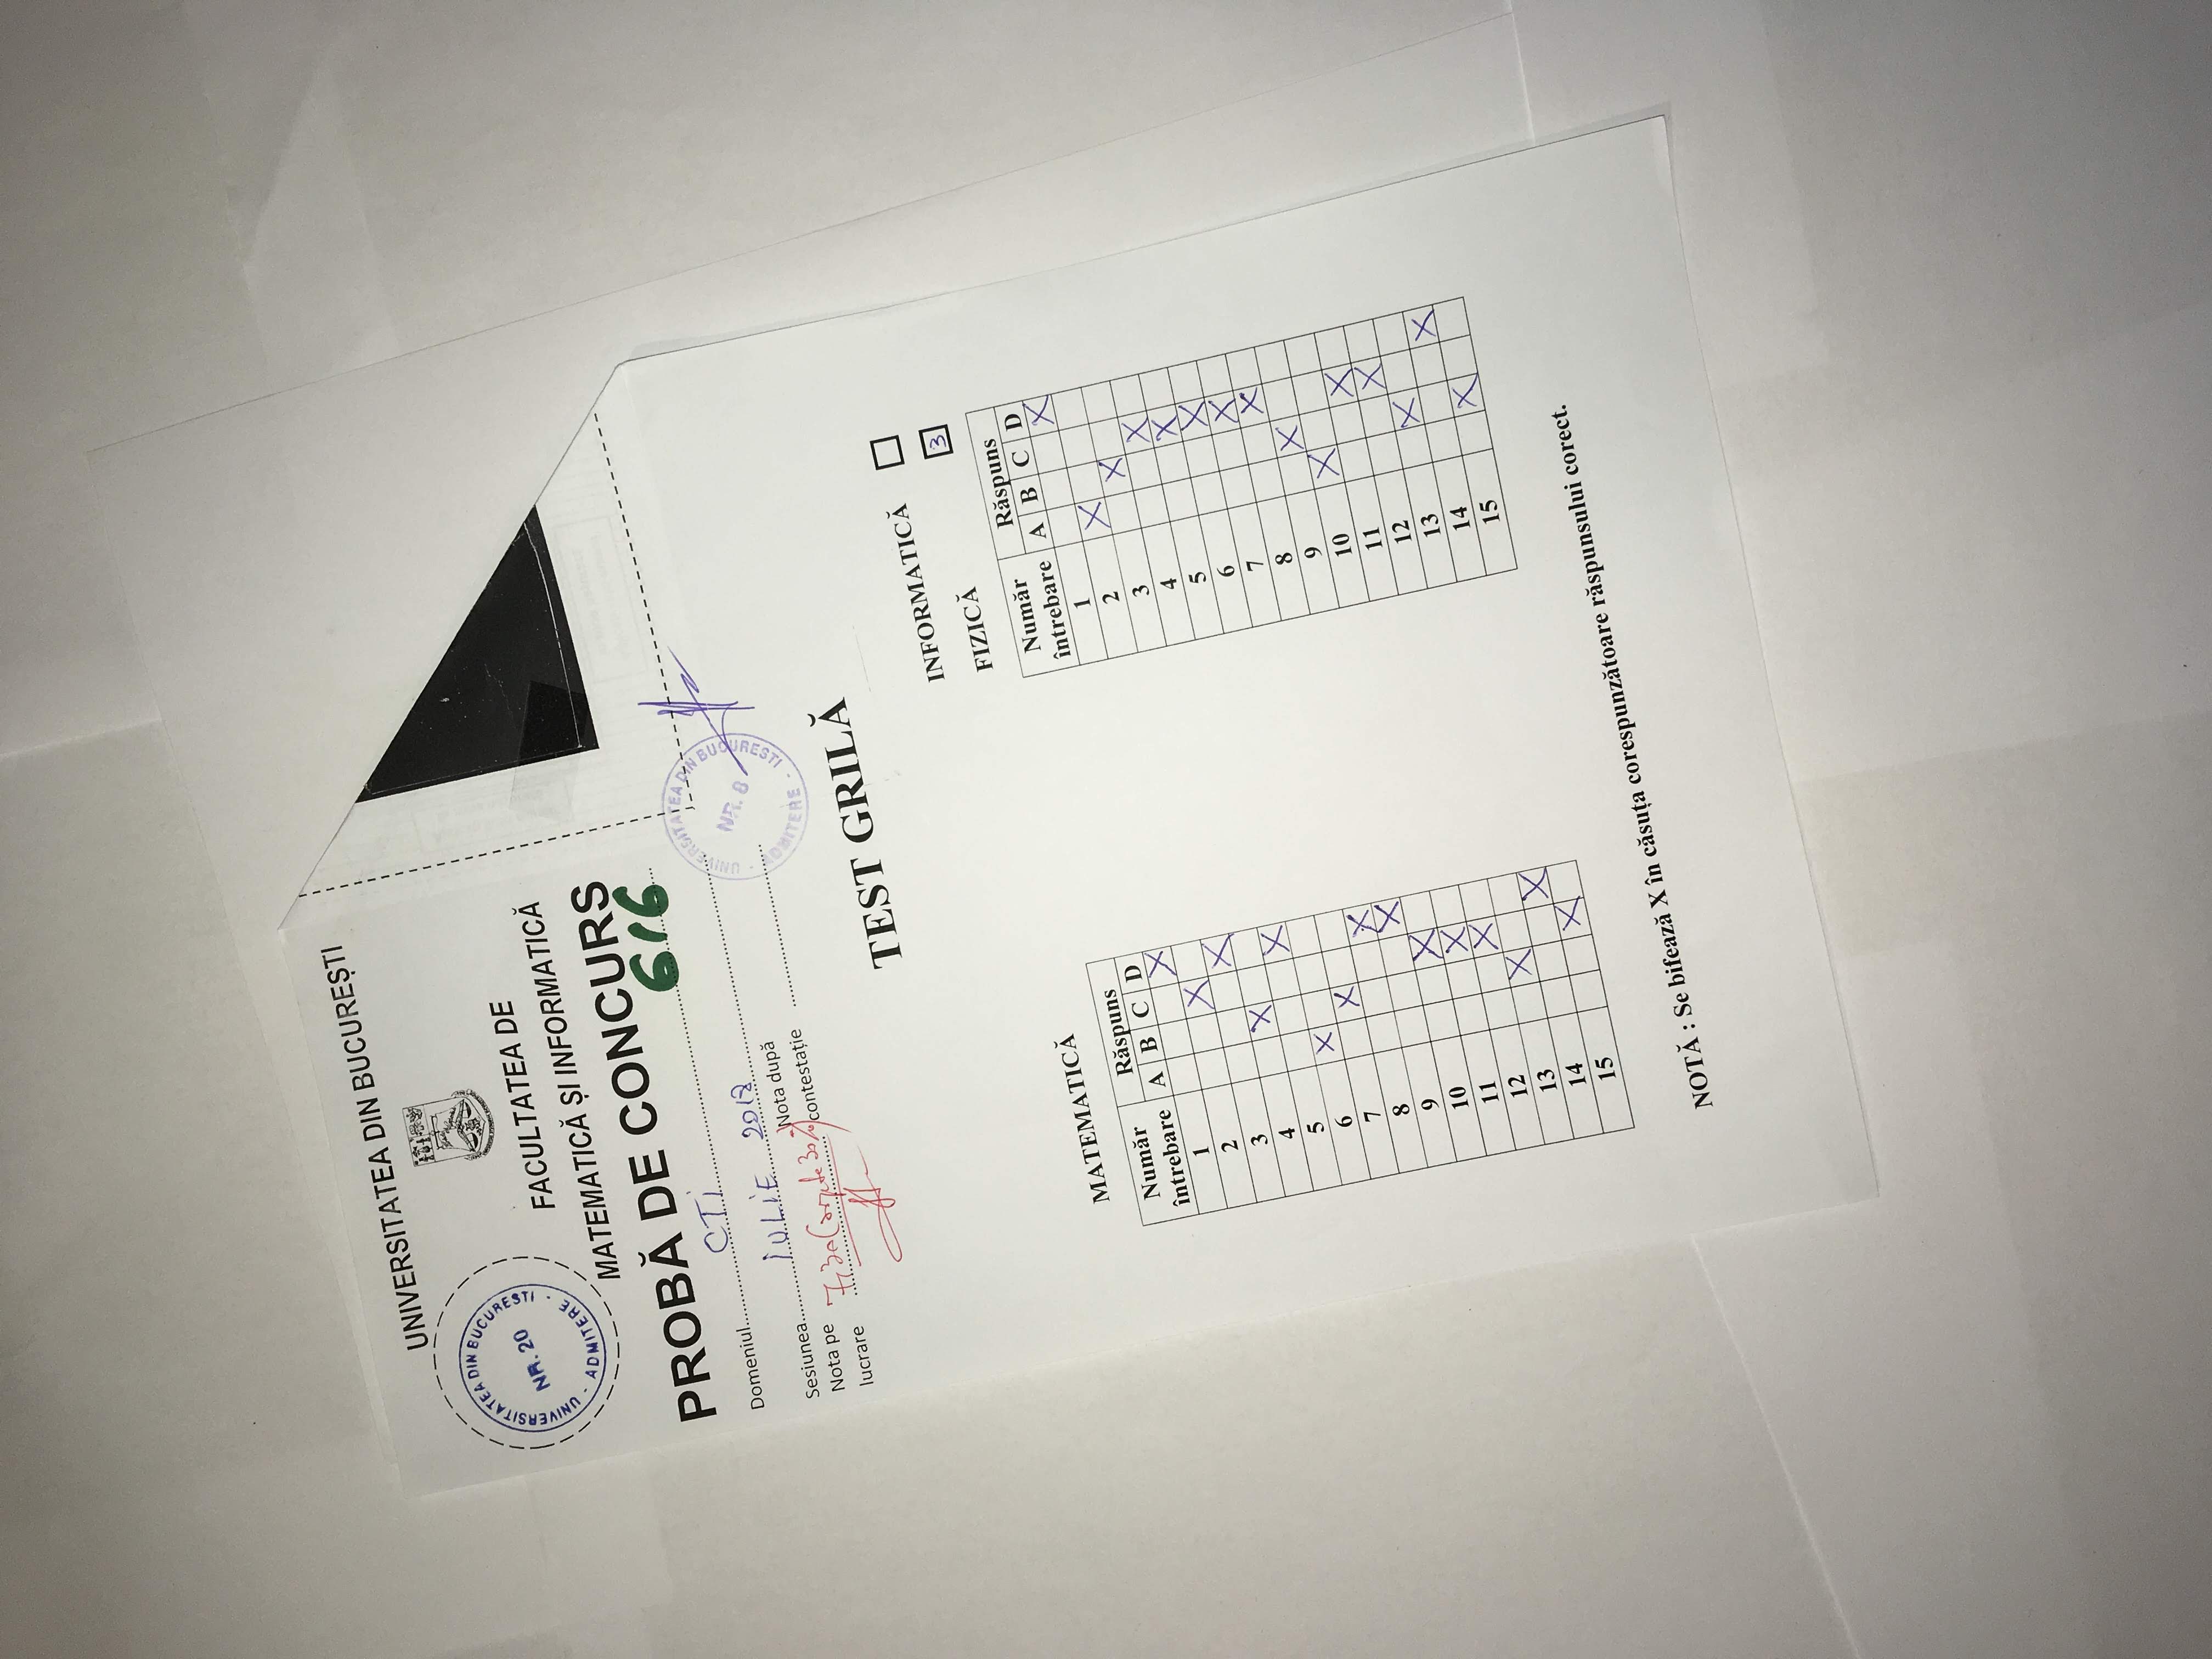 UNIVERSITATEA DIN BUCUREȘTI
UNIVERSITATEA DIN BUCURESTI - ADMITERE -
NR. 20
FACULTATEA DE
MATEMATICĂ ȘI INFORMATICĂ
PROBĂ DE CONCURS
616
Domeniul CTI
Sesiunea IULIE 2018
Nota pe lucrare 7,30
Nota după contestație
UNIVERSITATEA DIN BUCURESTI - ADMITERE -
NR. 8
TEST GRILĂ
INFORMATICĂ
FIZICĂ 3
MATEMATICĂ
Număr întrebare Răspuns
A B C D
1 X
2 X
3 X
4 X
5 X
6 X
7 X
8 X
9 X
10 X
11 X
12 X
13 X
14 X
15 X
Număr întrebare Răspuns
A B C D
1 X
2 X
3 X
4 X
5 X
6 X
7 X
8 X
9 X
10 X
11 X
12 X
13 X
14 X
15 X
NOTĂ : Se bifează X în căsuța corespunzătoare răspunsului corect.